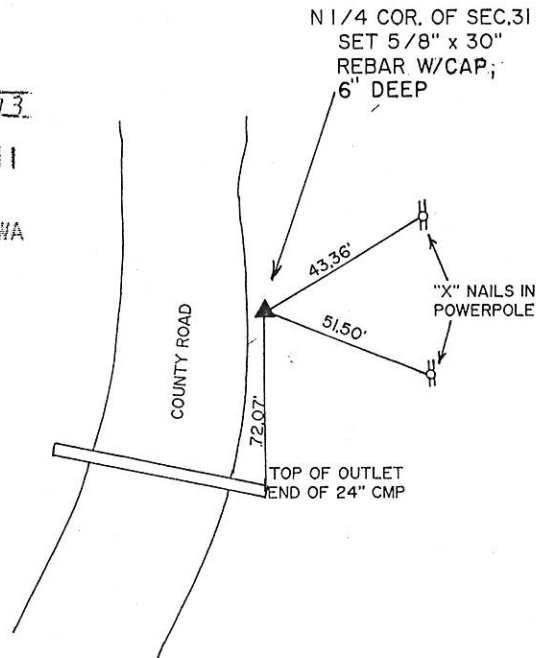 N 1/4 COR. OF SEC.31
SET 5/8" x 30"
REBAR W/CAP;
6" DEEP
43.36'
"X" NAILS IN
POWERPOLE
51.50'
COUNTY ROAD
72.07'
TOP OF OUTLET
END OF 24" CMP